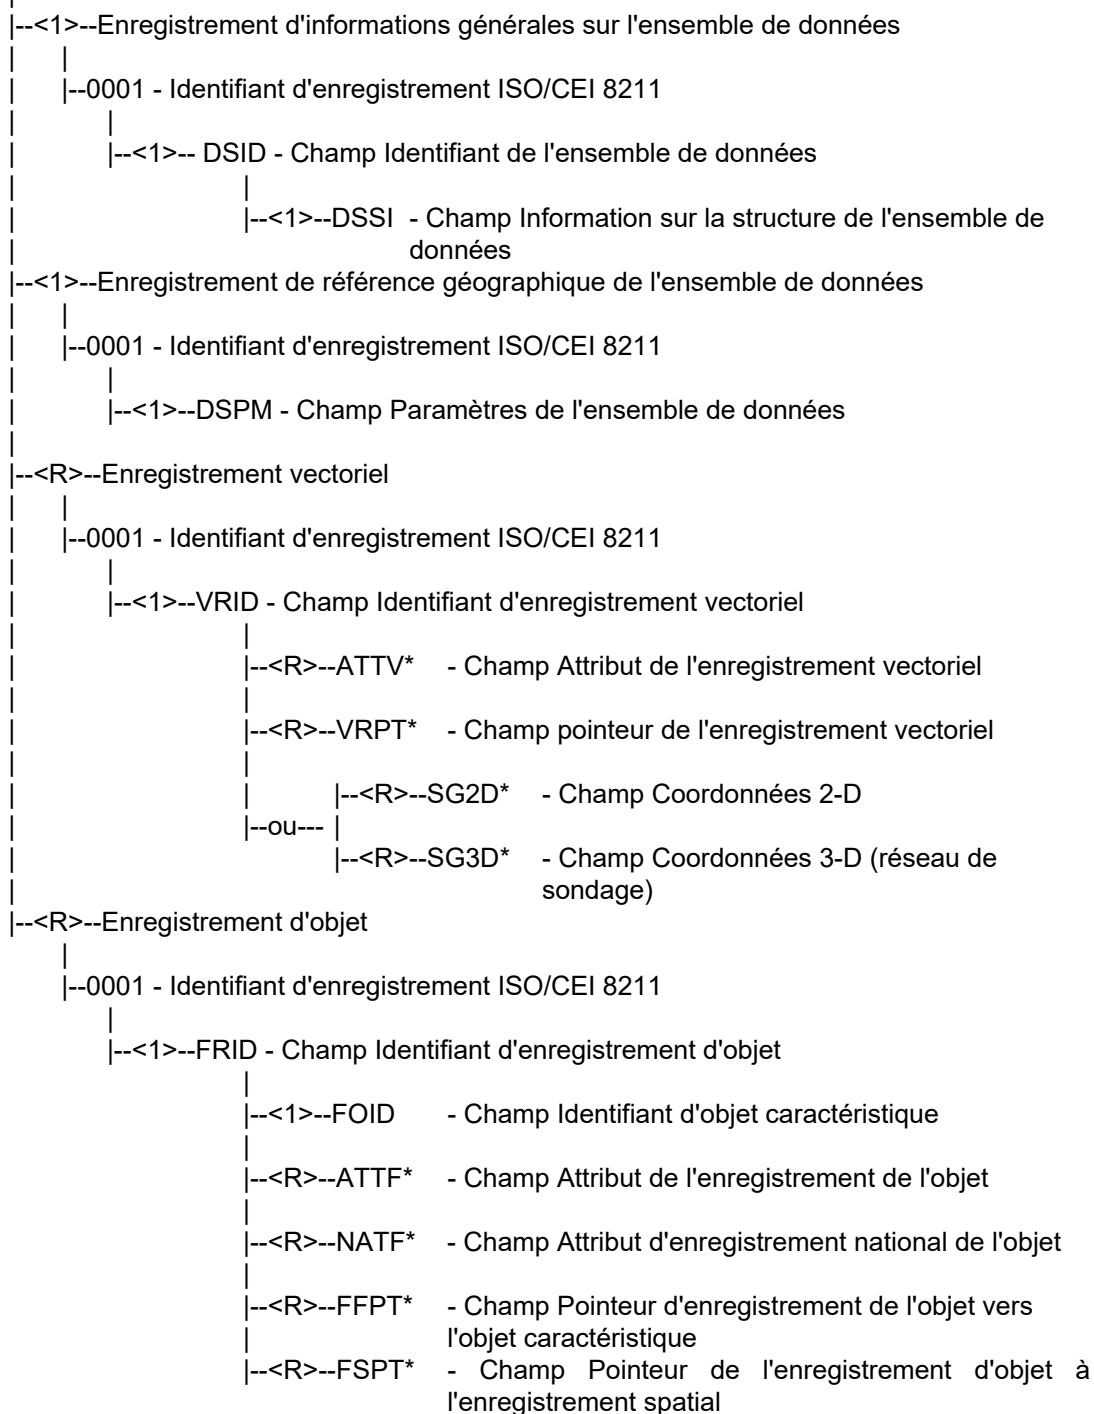 |--<1>--Enregistrement d'informations générales sur l'ensemble de données
| |
| |--0001 - Identifiant d'enregistrement ISO/CEI 8211
| |
| |--<1>-- DSID - Champ Identifiant de l'ensemble de données
| |
| |--<1>--DSSI - Champ Information sur la structure de l'ensemble de
| données
|--<1>--Enregistrement de référence géographique de l'ensemble de données
| |
| |--0001 - Identifiant d'enregistrement ISO/CEI 8211
| |
| |--<1>--DSPM - Champ Paramètres de l'ensemble de données
|
|--<R>--Enregistrement vectoriel
| |
| |--0001 - Identifiant d'enregistrement ISO/CEI 8211
| |
| |--<1>--VRID - Champ Identifiant d'enregistrement vectoriel
| |
| |--<R>--ATTV* - Champ Attribut de l'enregistrement vectoriel
| |
| |--<R>--VRPT* - Champ pointeur de l'enregistrement vectoriel
| |
| | |--<R>--SG2D* - Champ Coordonnées 2-D
| |--ou--- |
| |--<R>--SG3D* - Champ Coordonnées 3-D (réseau de
| sondage)
|--<R>--Enregistrement d'objet
|
|--0001 - Identifiant d'enregistrement ISO/CEI 8211
|
|--<1>--FRID - Champ Identifiant d'enregistrement d'objet
|
|--<1>--FOID - Champ Identifiant d'objet caractéristique
|
|--<R>--ATTF* - Champ Attribut de l'enregistrement de l'objet
|
|--<R>--NATF* - Champ Attribut d'enregistrement national de l'objet
|
|--<R>--FFPT* - Champ Pointeur d'enregistrement de l'objet vers
| l'objet caractéristique
|--<R>--FSPT* - Champ Pointeur de l'enregistrement d'objet à
l'enregistrement spatial